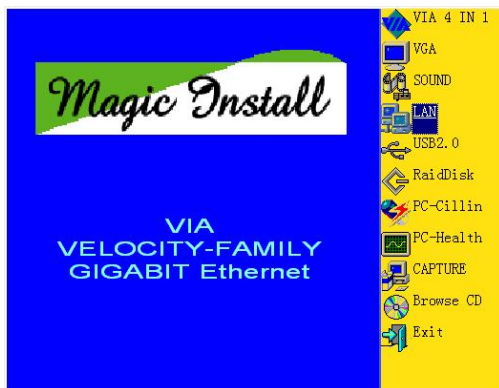 Magic Install
VIA
VELOCITY-FAMILY
GIGABIT Ethernet
VIA 4 IN 1
VGA
SOUND
LAN
USB2.0
RaidDisk
PC-Cillin
PC-Health
CAPTURE
Browse CD
Exit